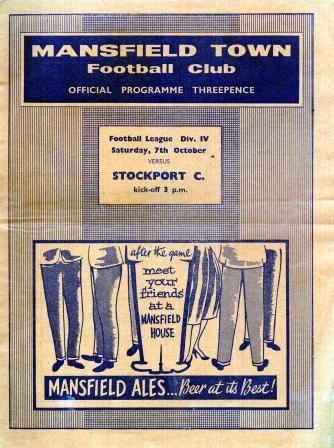 MANSFIELD TOWN
Football Club
OFFICIAL PROGRAMME THREEPENCE
Football League Div. IV
Saturday, 7th October
VERSUS
STOCKPORT C.
kick-off 3 p.m.
after the game
meet
your
friends
at a
MANSFIELD
HOUSE
MANSFIELD ALES... Beer at its Best!